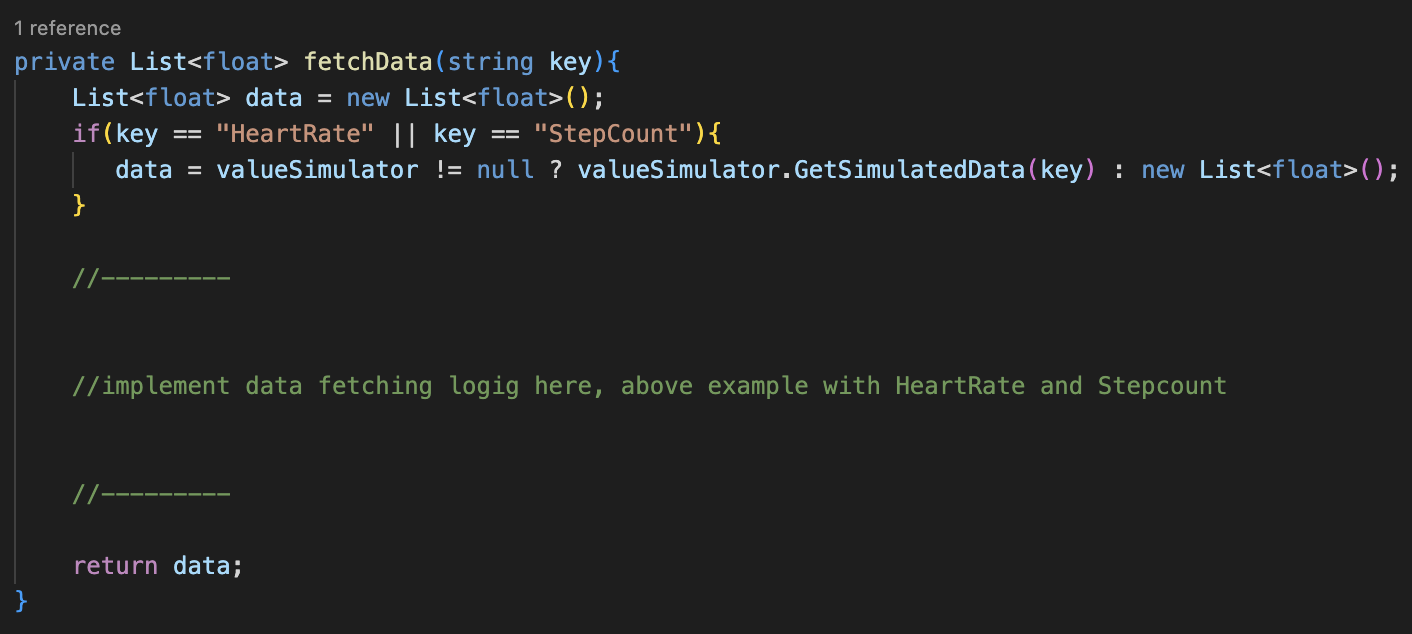 1 reference
private List<float> fetchData(string key){
    List<float> data = new List<float>();
    if(key == "HeartRate" || key == "StepCount"){
       data = valueSimulator != null ? valueSimulator.GetSimulatedData(key) : new List<float>();
    }
    //---------
    //implement data fetching logig here, above example with HeartRate and Stepcount
    //---------
    return data;
}